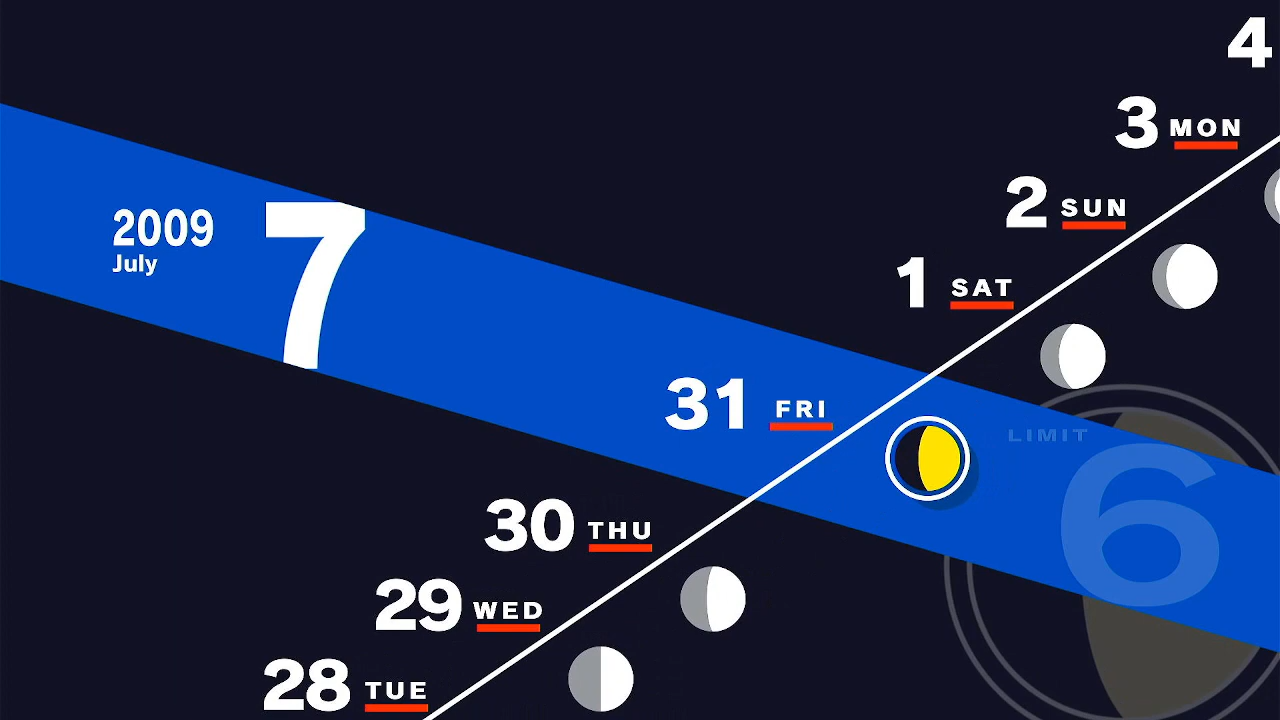 4
3 MON
2 SUN
1 SAT
2009
July
7
31 FRI
LIMIT
6
30 THU
29 WED
28 TUE